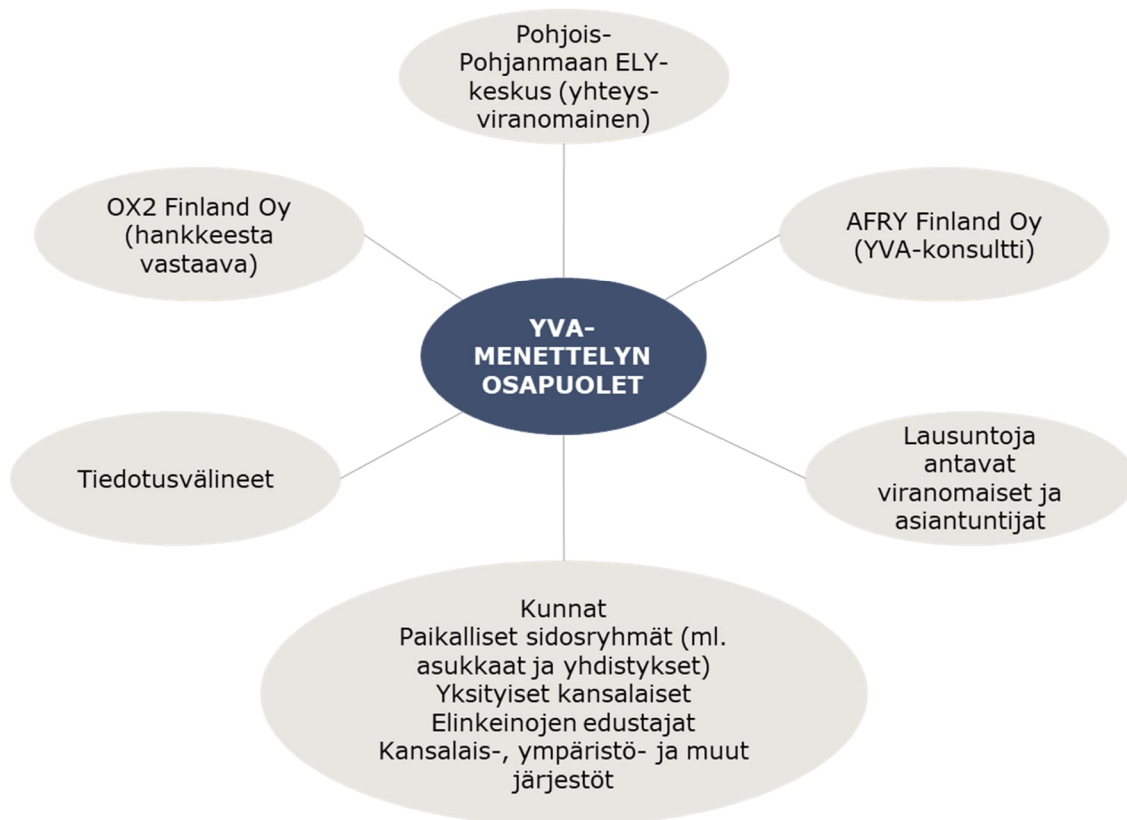 Pohjois-
Pohjanmaan ELY-
keskus (yhteys-
viranomainen)
OX2 Finland Oy
(hankkeesta
vastaava)
AFRY Finland Oy
(YVA-konsultti)
YVA-
MENETTELYN
OSAPUOLET
Tiedotusvälineet
Lausuntoja
antavat
viranomaiset ja
asiantuntijat
Kunnat
Paikalliset sidosryhmät (ml.
asukkaat ja yhdistykset)
Yksityiset kansalaiset
Elinkeinojen edustajat
Kansalais-, ympäristö- ja muut
järjestöt